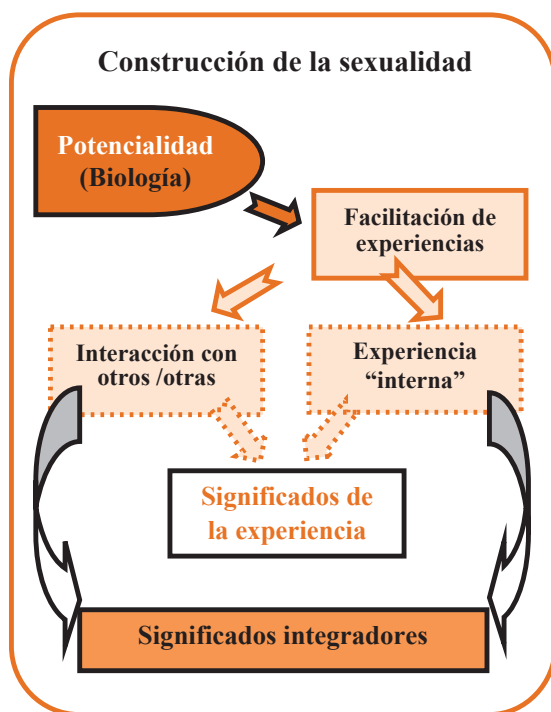 Construcción de la sexualidad
Potencialidad
(Biología)
Facilitación de
experiencias
Interacción con
otros /otras
Experiencia
“interna”
Significados de
la experiencia
Significados integradores